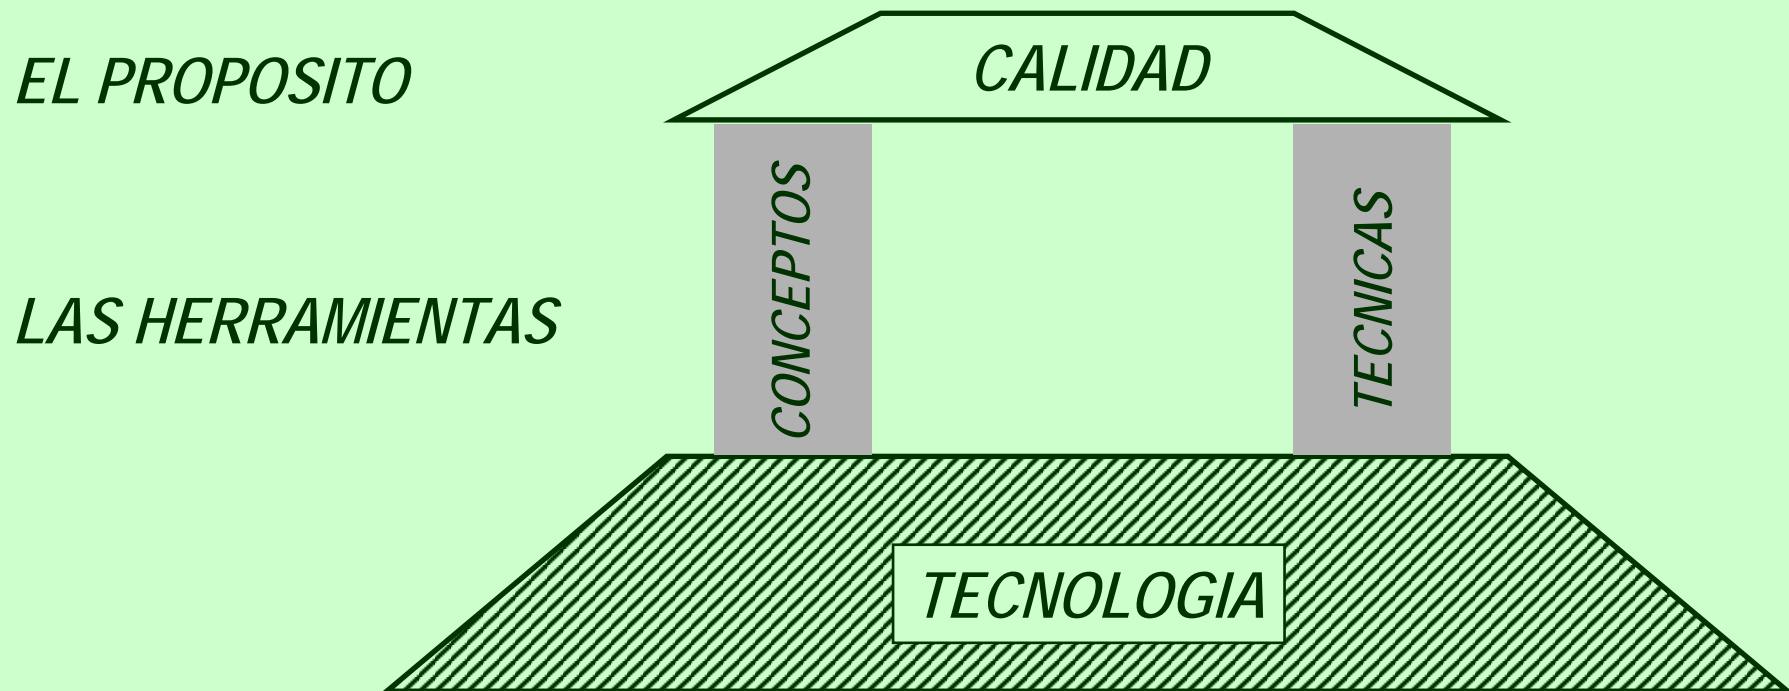 EL PROPOSITO
CALIDAD
LAS HERRAMIENTAS
CONCEPTOS
TECNICAS
TECNOLOGIA